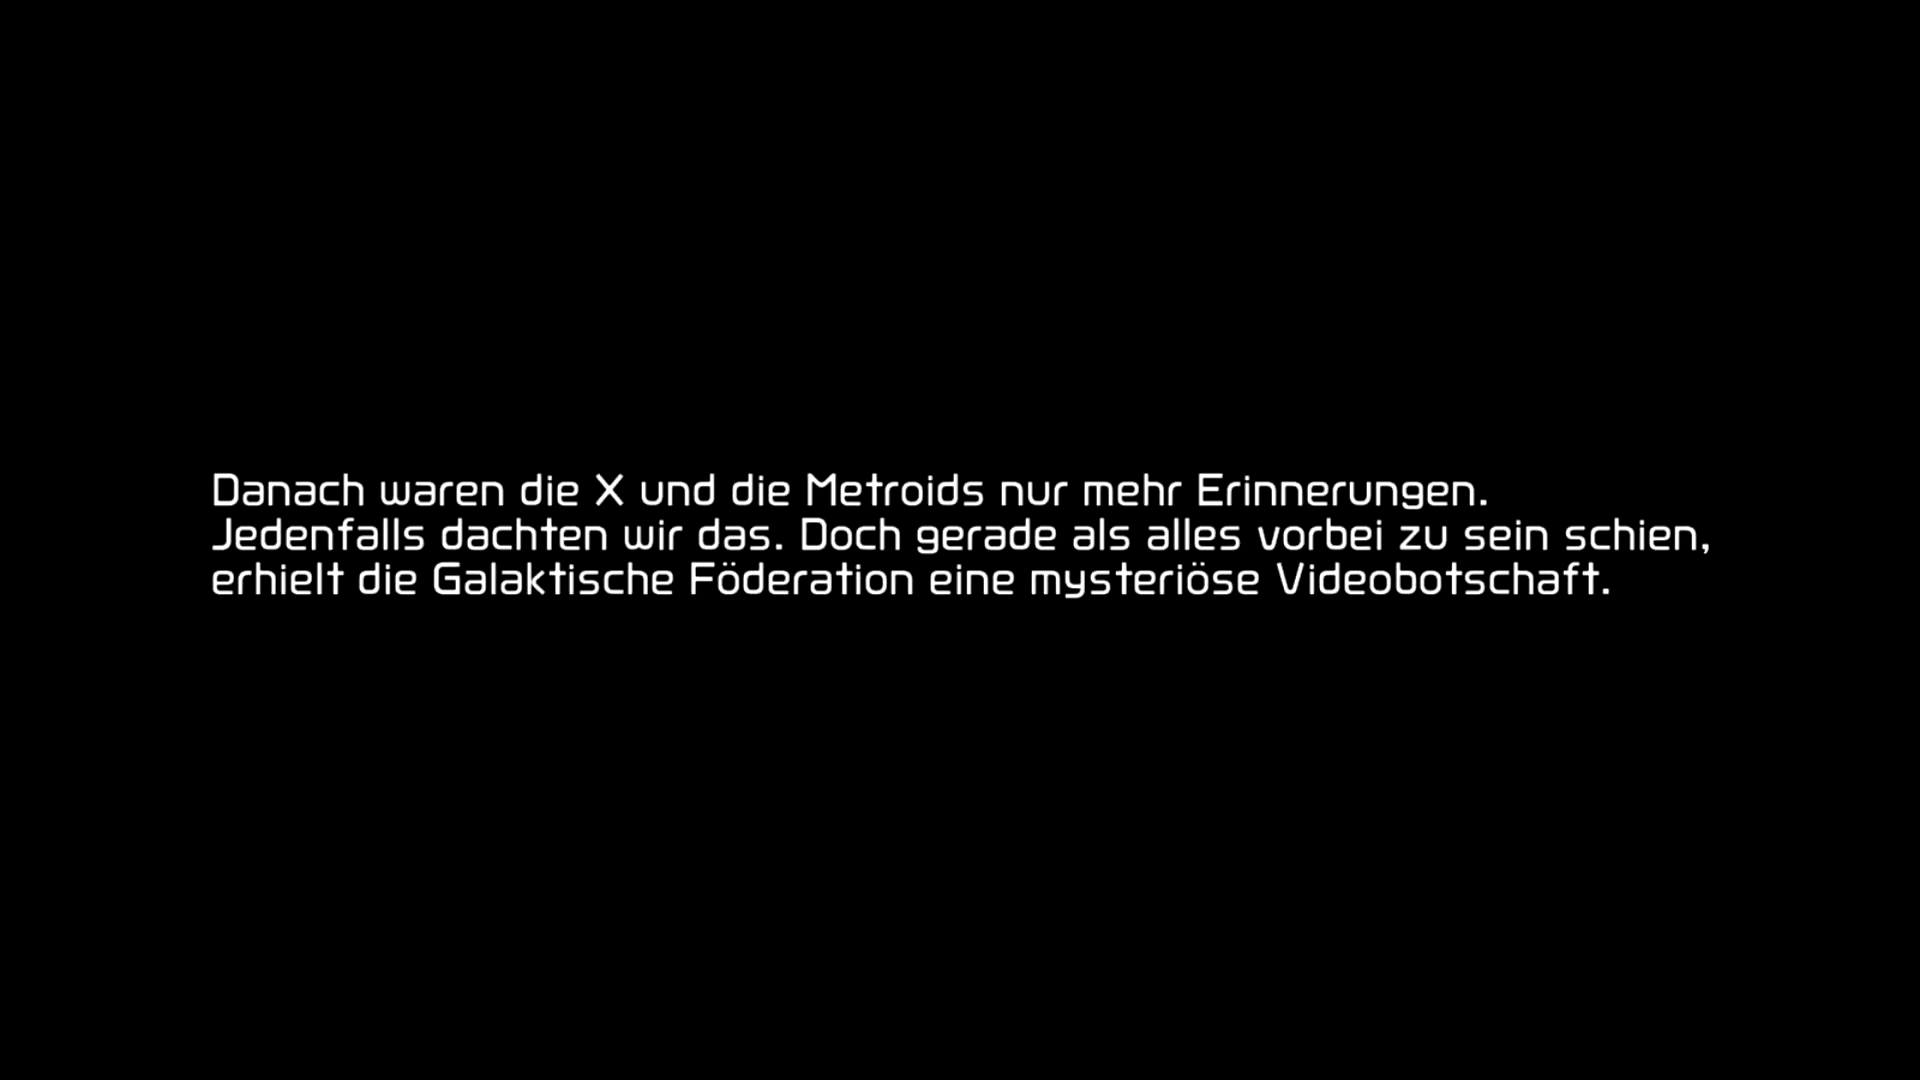 Danach waren die X und die Metroids nur mehr Erinnerungen.
Jedenfalls dachten wir das. Doch gerade als alles vorbei zu sein schien,
erhielt die Galaktische Föderation eine mysteriöse Videobotschaft.